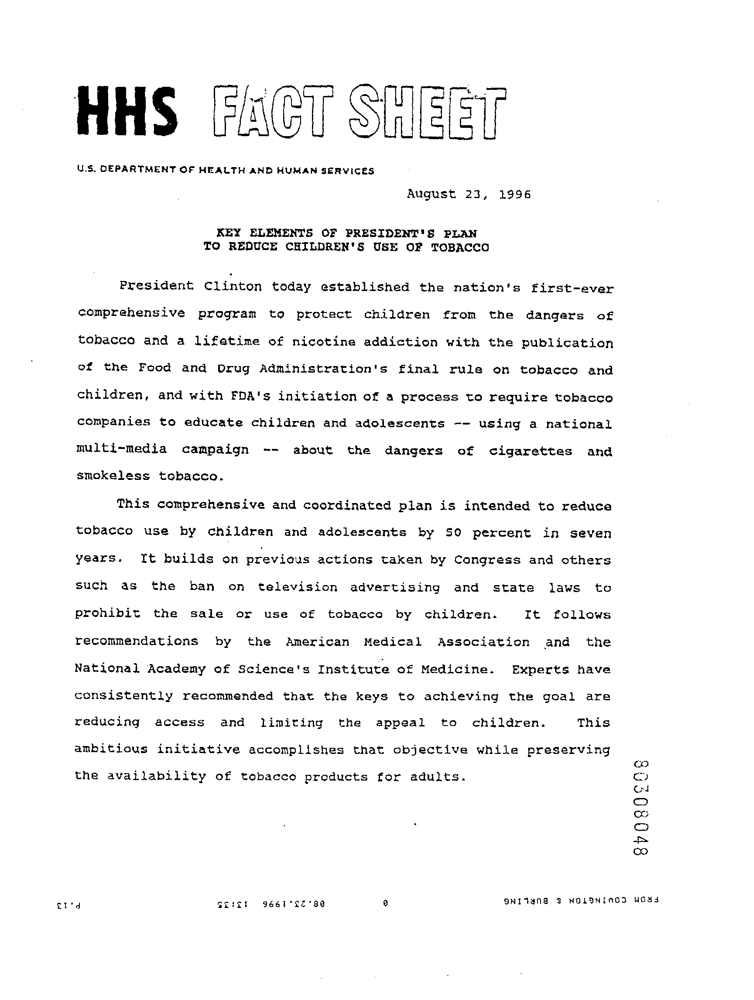 HHS FACT SHEET
U.S. DEPARTMENT OF HEALTH AND HUMAN SERVICES
August 23, 1996
KEY ELEMENTS OF PRESIDENT'S PLAN
TO REDUCE CHILDREN'S USE OF TOBACCO
President Clinton today established the nation's first-ever
comprehensive program to protect children from the dangers of
tobacco and a lifetime of nicotine addiction with the publication
of the Food and Drug Administration's final rule on tobacco and
children, and with FDA's initiation of a process to require tobacco
companies to educate children and adolescents -- using a national
multi-media campaign -- about the dangers of cigarettes and
smokeless tobacco.
This comprehensive and coordinated plan is intended to reduce
tobacco use by children and adolescents by 50 percent in seven
years. It builds on previous actions taken by Congress and others
such as the ban on television advertising and state laws to
prohibit the sale or use of tobacco by children. It follows
recommendations by the American Medical Association and the
National Academy of Science's Institute of Medicine. Experts have
consistently recommended that the keys to achieving the goal are
reducing access and limiting the appeal to children. This
ambitious initiative accomplishes that objective while preserving
the availability of tobacco products for adults.
80308048
FROM COVINGTON & BURLING 0 08.23.1996 13:35 P.13